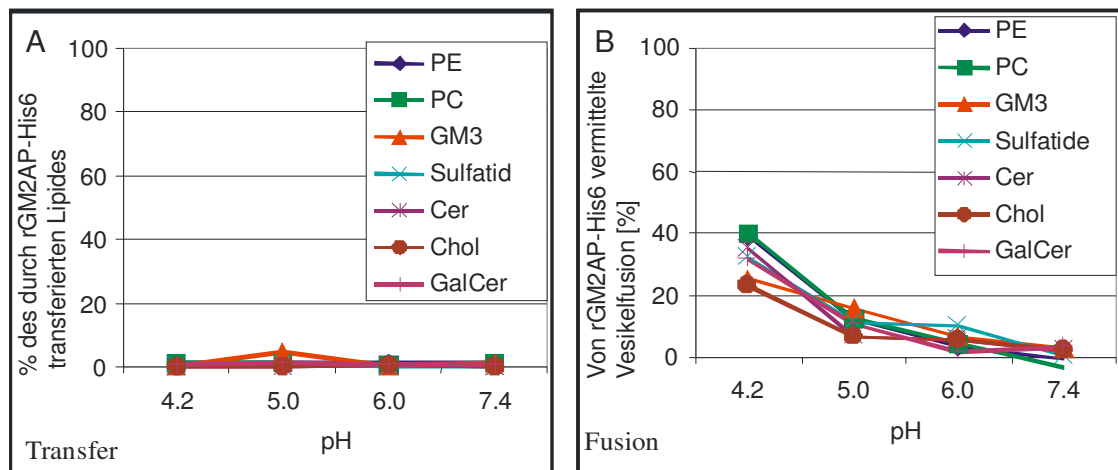 A
% des durch rGM2AP-His6
transferierten Lipides
100
80
60
40
20
0
4.2 5.0 6.0 7.4
pH
PE
PC
GM3
Sulfatid
Cer
Chol
GalCer
Transfer
B
Von rGM2AP-His6 vermittelte
Vesikelfusion [%]
100
80
60
40
20
0
4.2 5.0 6.0 7.4
pH
PE
PC
GM3
Sulfatide
Cer
Chol
GalCer
Fusion